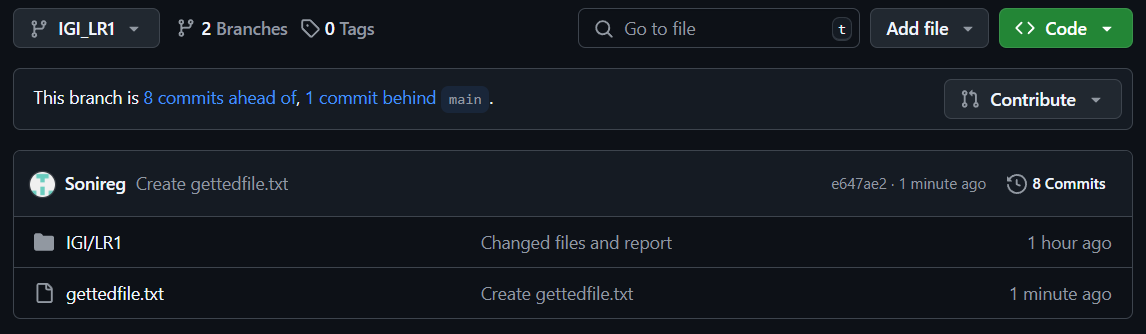 IGI_LR1 2 Branches 0 Tags Go to file t Add file Code
This branch is 8 commits ahead of, 1 commit behind main.
Contribute
Sonireg Create gettedfile.txt e647ae2 · 1 minute ago 8 Commits
IGI/LR1 Changed files and report 1 hour ago
gettedfile.txt Create gettedfile.txt 1 minute ago